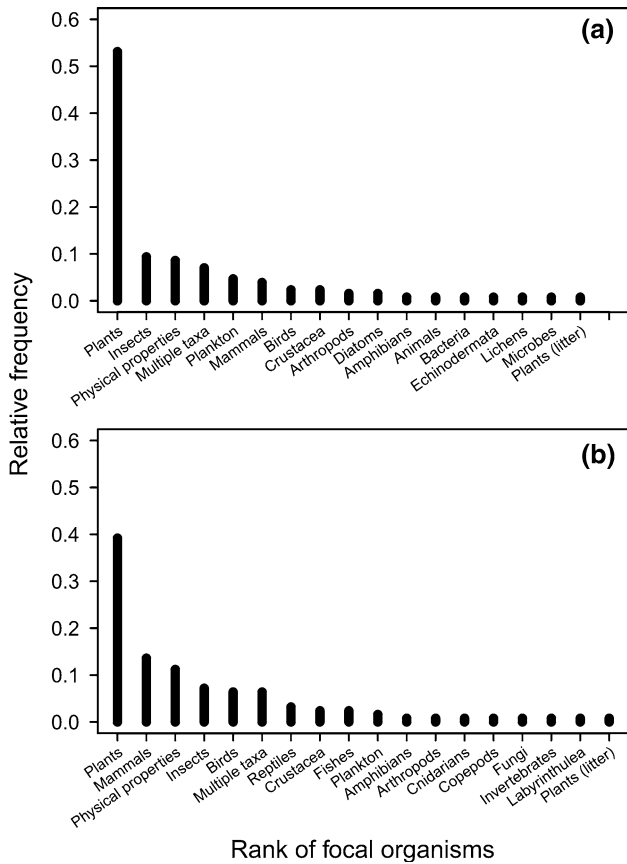 (a)
0.6
0.5
0.4
0.3
0.2
0.1
0.0
Plants
Insects
Physical properties
Multiple taxa
Plankton
Mammals
Birds
Crustacea
Arthropods
Diatoms
Amphibians
Animals
Bacteria
Echinodermata
Lichens
Microbes
Plants (litter)
Relative frequency
(b)
0.6
0.5
0.4
0.3
0.2
0.1
0.0
Plants
Mammals
Physical properties
Insects
Birds
Multiple taxa
Reptiles
Crustacea
Fishes
Plankton
Amphibians
Arthropods
Cnidarians
Copepods
Fungi
Invertebrates
Labyrinthulea
Plants (litter)
Rank of focal organisms